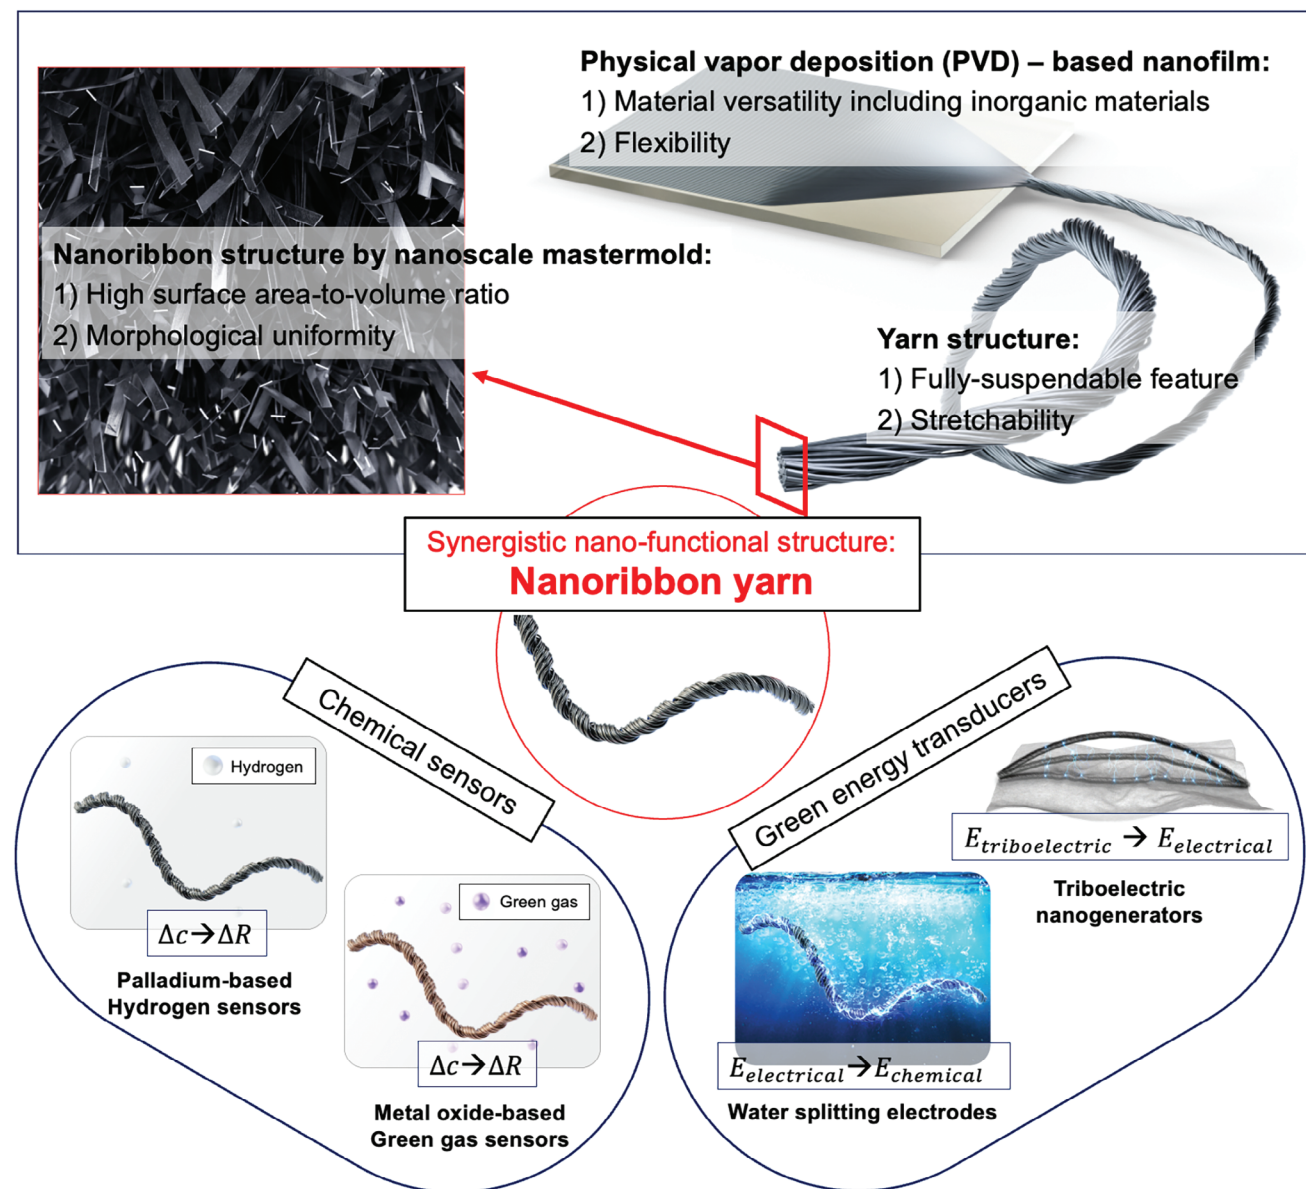 Physical vapor deposition (PVD) – based nanofilm:
1) Material versatility including inorganic materials
2) Flexibility
Nanoribbon structure by nanoscale mastermold:
1) High surface area-to-volume ratio
2) Morphological uniformity
Yarn structure:
1) Fully-suspendable feature
2) Stretchability
Synergistic nano-functional structure:
Nanoribbon yarn
Chemical sensors
Hydrogen
Δc→ΔR
Palladium-based
Hydrogen sensors
Green gas
Δc→ΔR
Metal oxide-based
Green gas sensors
Green energy transducers
E_triboelectric → E_electrical
Triboelectric
nanogenerators
E_electrical→E_chemical
Water splitting electrodes